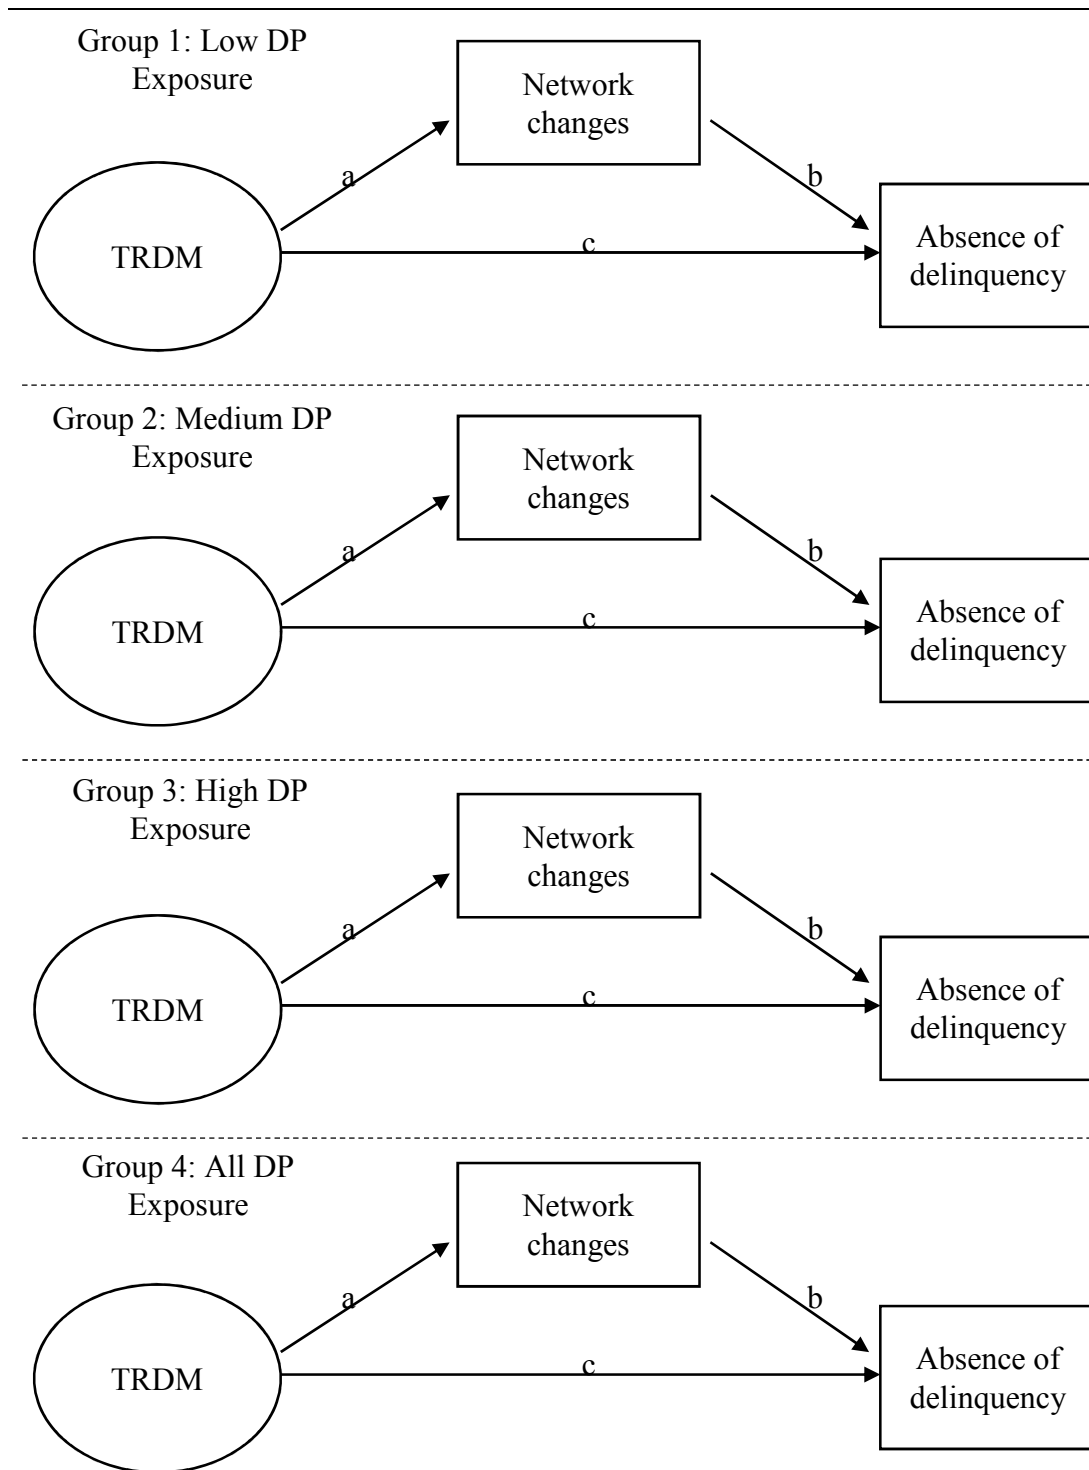 Group 1: Low DP
Exposure
Network
changes
a
b
TRDM
c
Absence of
delinquency
Group 2: Medium DP
Exposure
Network
changes
a
b
TRDM
c
Absence of
delinquency
Group 3: High DP
Exposure
Network
changes
a
b
TRDM
c
Absence of
delinquency
Group 4: All DP
Exposure
Network
changes
a
b
TRDM
c
Absence of
delinquency